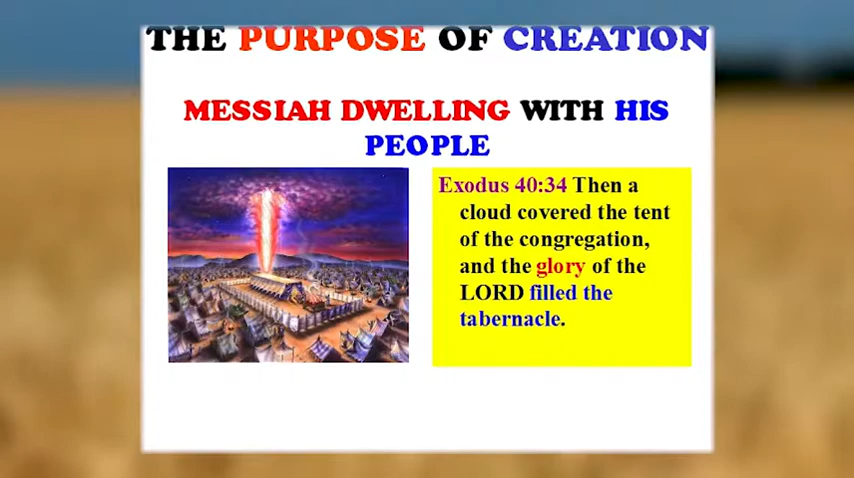 THE PURPOSE OF CREATION
MESSIAH DWELLING WITH HIS
PEOPLE
Exodus 40:34 Then a
cloud covered the tent
of the congregation,
and the glory of the
LORD filled the
tabernacle.